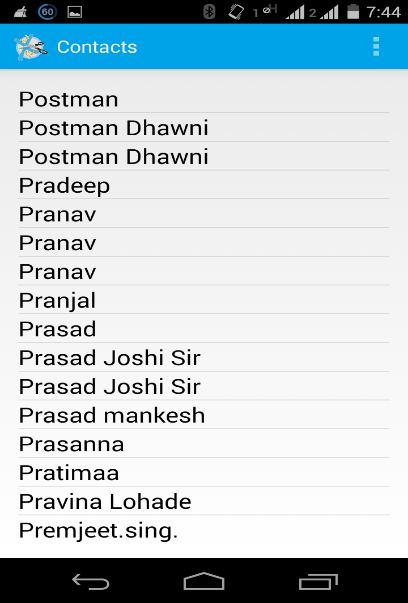 60
1
H
2
7:44
Contacts
Postman
Postman Dhawni
Postman Dhawni
Pradeep
Pranav
Pranav
Pranav
Pranjal
Prasad
Prasad Joshi Sir
Prasad Joshi Sir
Prasad mankesh
Prasanna
Pratimaa
Pravina Lohade
Premjeet.sing.